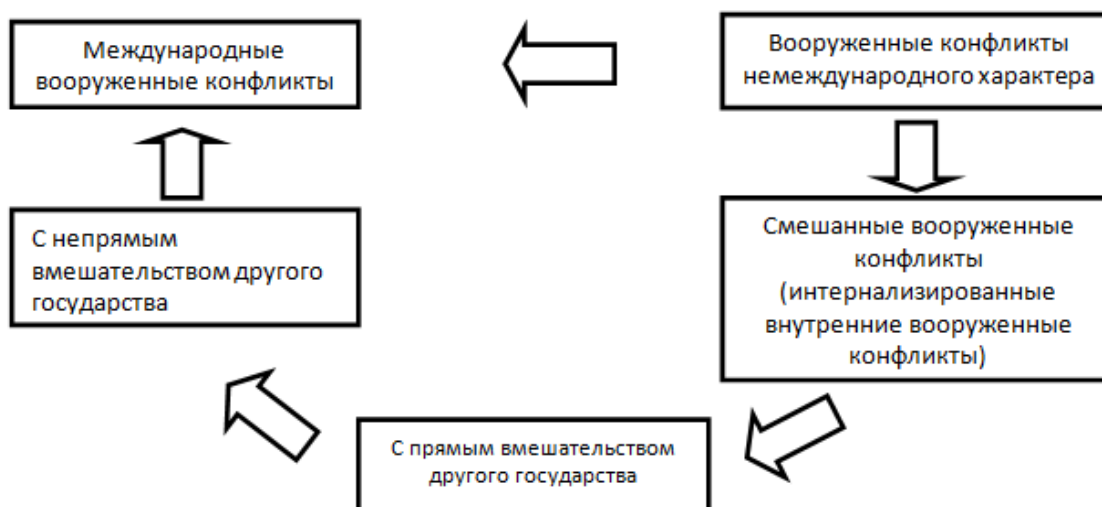 Международные
вооруженные конфликты
Вооруженные конфликты
немеждународного характера
С непрямым
вмешательством другого
государства
Смешанные вооруженные
конфликты
(интернализированные
внутренние вооруженные
конфликты)
С прямым вмешательством
другого государства